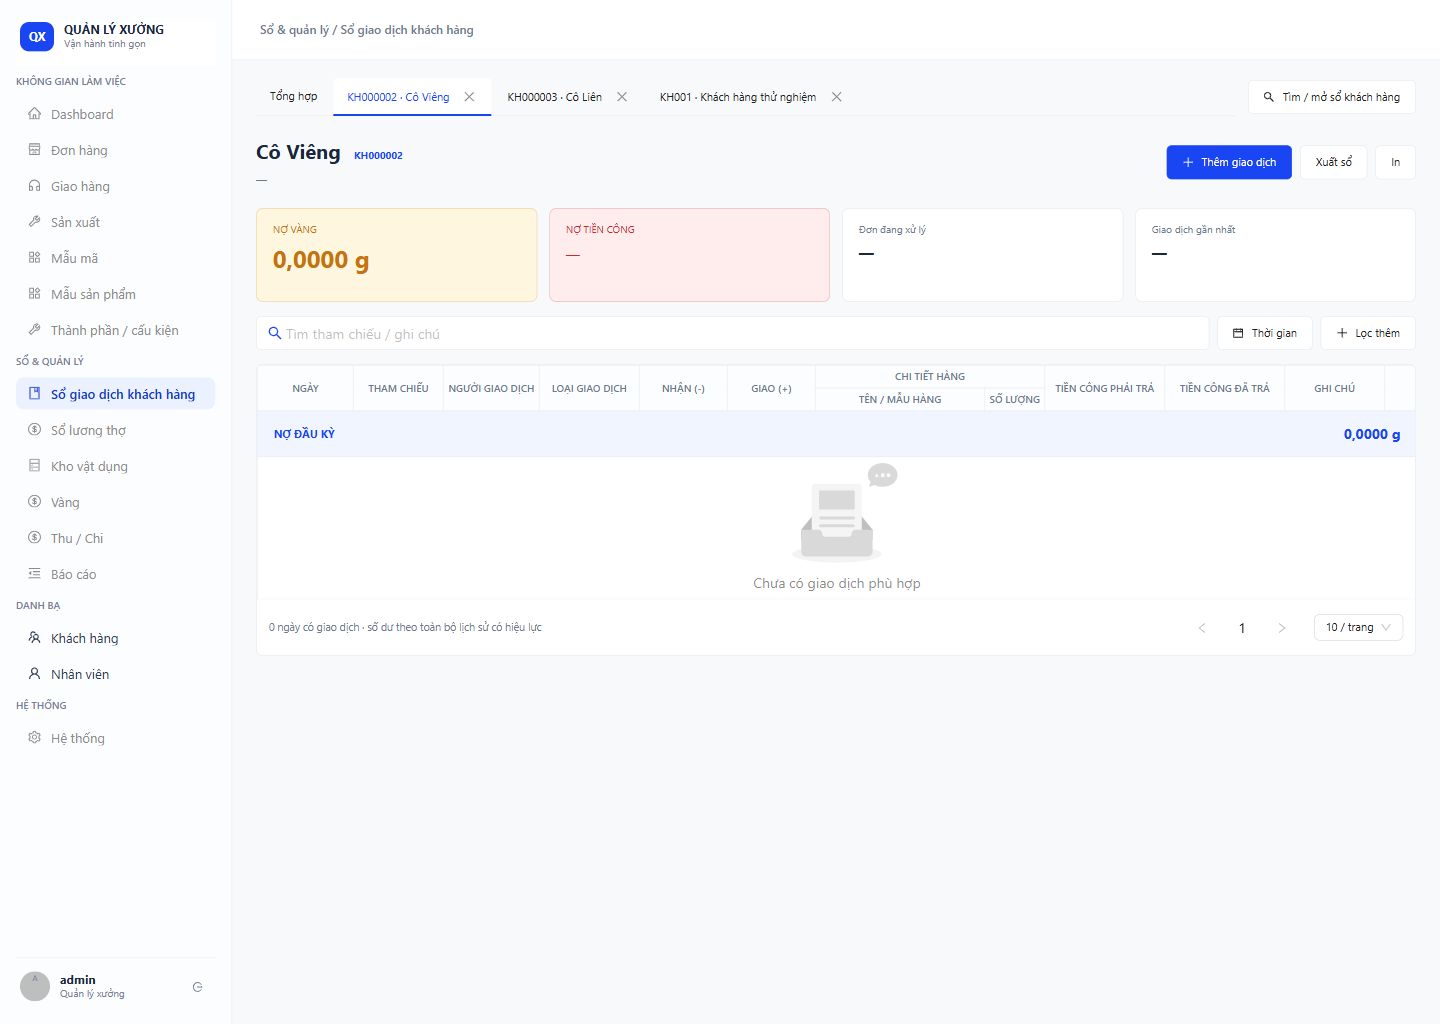 QX
QUẢN LÝ XƯỞNG
Vận hành tinh gọn
KHÔNG GIAN LÀM VIỆC
Dashboard
Đơn hàng
Giao hàng
Sản xuất
Mẫu mã
Mẫu sản phẩm
Thành phần / cấu kiện
SỔ & QUẢN LÝ
Sổ giao dịch khách hàng
Sổ lương thợ
Kho vật dụng
Vàng
Thu / Chi
Báo cáo
DANH BẠ
Khách hàng
Nhân viên
HỆ THỐNG
Hệ thống
A
admin
Quản lý xưởng
Sổ & quản lý / Sổ giao dịch khách hàng
Tổng hợp
KH000002 · Cô Viêng
KH000003 · Cô Liên
KH001 · Khách hàng thử nghiệm
Tìm / mở sổ khách hàng
Cô Viêng KH000002
—
Thêm giao dịch
Xuất sổ
In
NỢ VÀNG
0,0000 g
NỢ TIỀN CÔNG
—
Đơn đang xử lý
—
Giao dịch gần nhất
—
Tìm tham chiếu / ghi chú
Thời gian
Lọc thêm
NGÀY
THAM CHIẾU
NGƯỜI GIAO DỊCH
LOẠI GIAO DỊCH
NHẬN (-)
GIAO (+)
CHI TIẾT HÀNG
TÊN / MẪU HÀNG
SỐ LƯỢNG
TIỀN CÔNG PHẢI TRẢ
TIỀN CÔNG ĐÃ TRẢ
GHI CHÚ
NỢ ĐẦU KỲ
0,0000 g
Chưa có giao dịch phù hợp
0 ngày có giao dịch · số dư theo toàn bộ lịch sử có hiệu lực
1
10 / trang